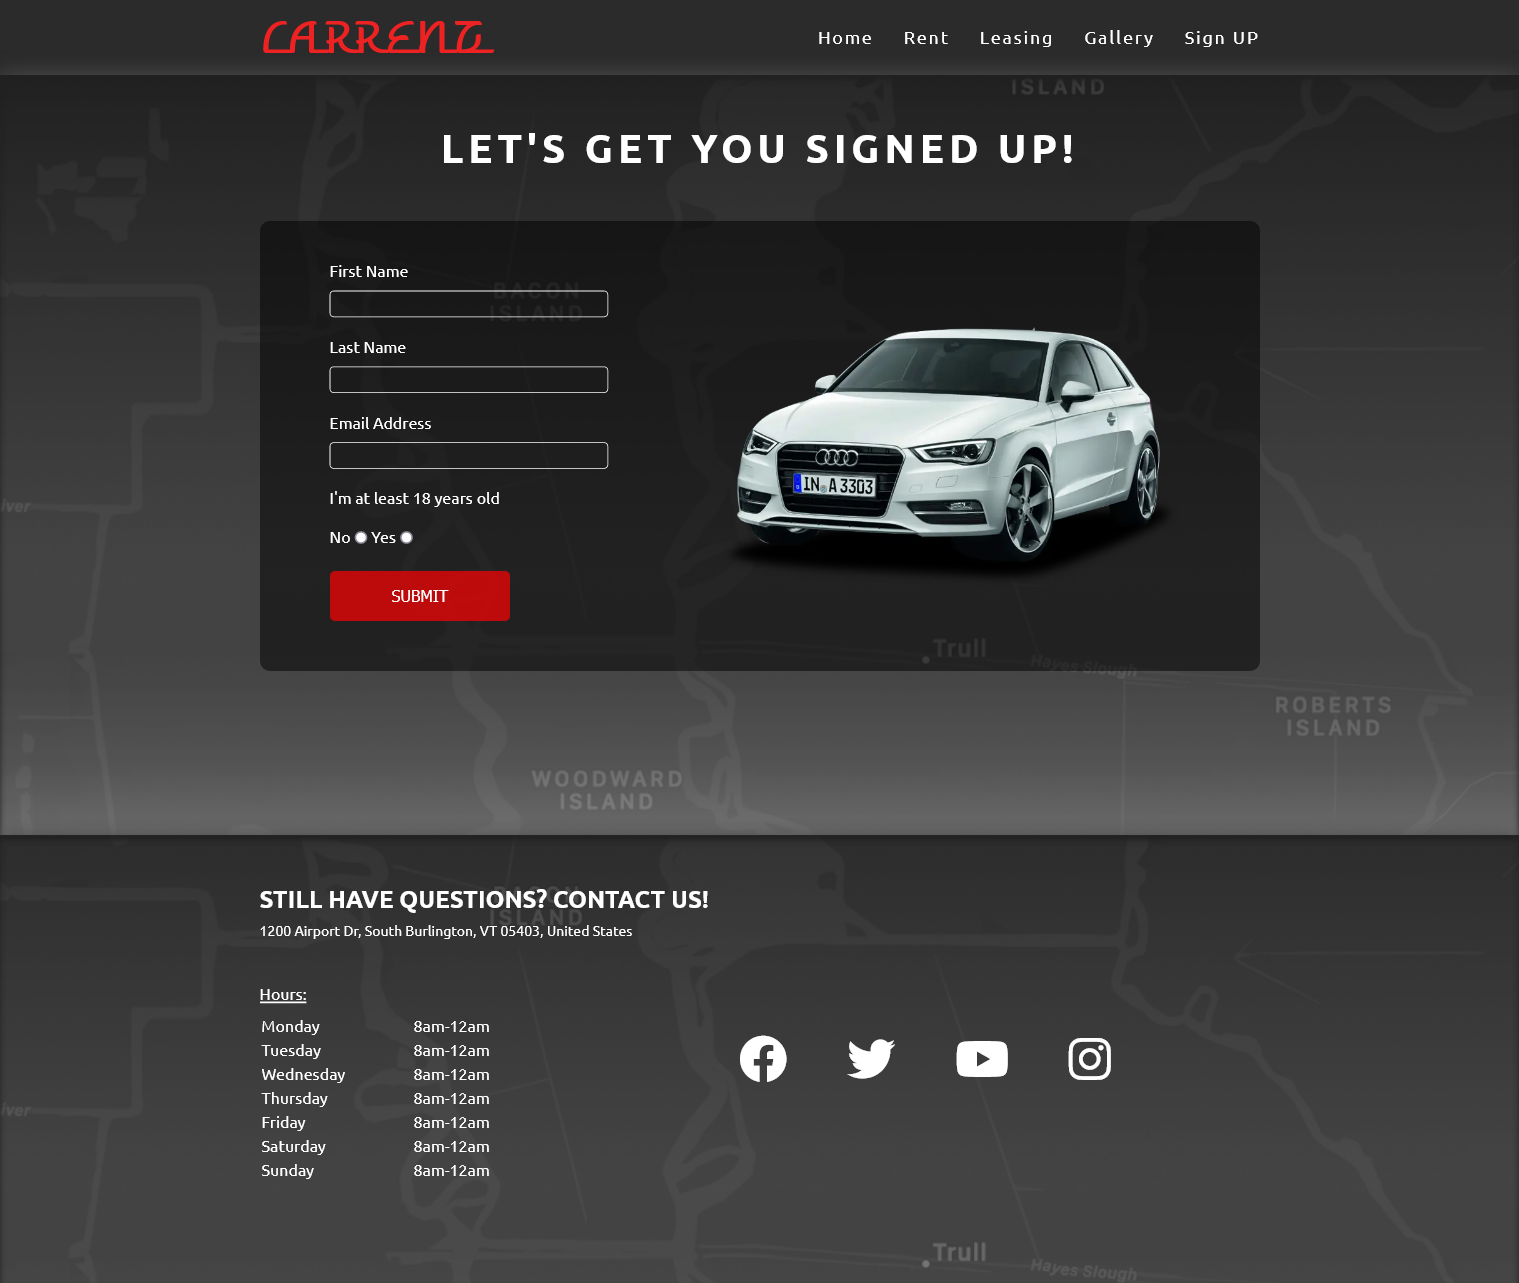 CARRENT
Home Rent Leasing Gallery Sign UP
ISLAND
LET'S GET YOU SIGNED UP!
First Name
BACON
ISLAND
Last Name
Email Address
I'm at least 18 years old
No Yes
SUBMIT
IN A 3303
iver
Trull
Hayes Slough
ROBERTS
ISLAND
WOODWARD
ISLAND
STILL HAVE QUESTIONS? CONTACT US!
BACON
ISLAND
1200 Airport Dr, South Burlington, VT 05403, United States
Hours:
Monday 8am-12am
Tuesday 8am-12am
Wednesday 8am-12am
Thursday 8am-12am
Friday 8am-12am
Saturday 8am-12am
Sunday 8am-12am
iver
Trull
Hayes Slough